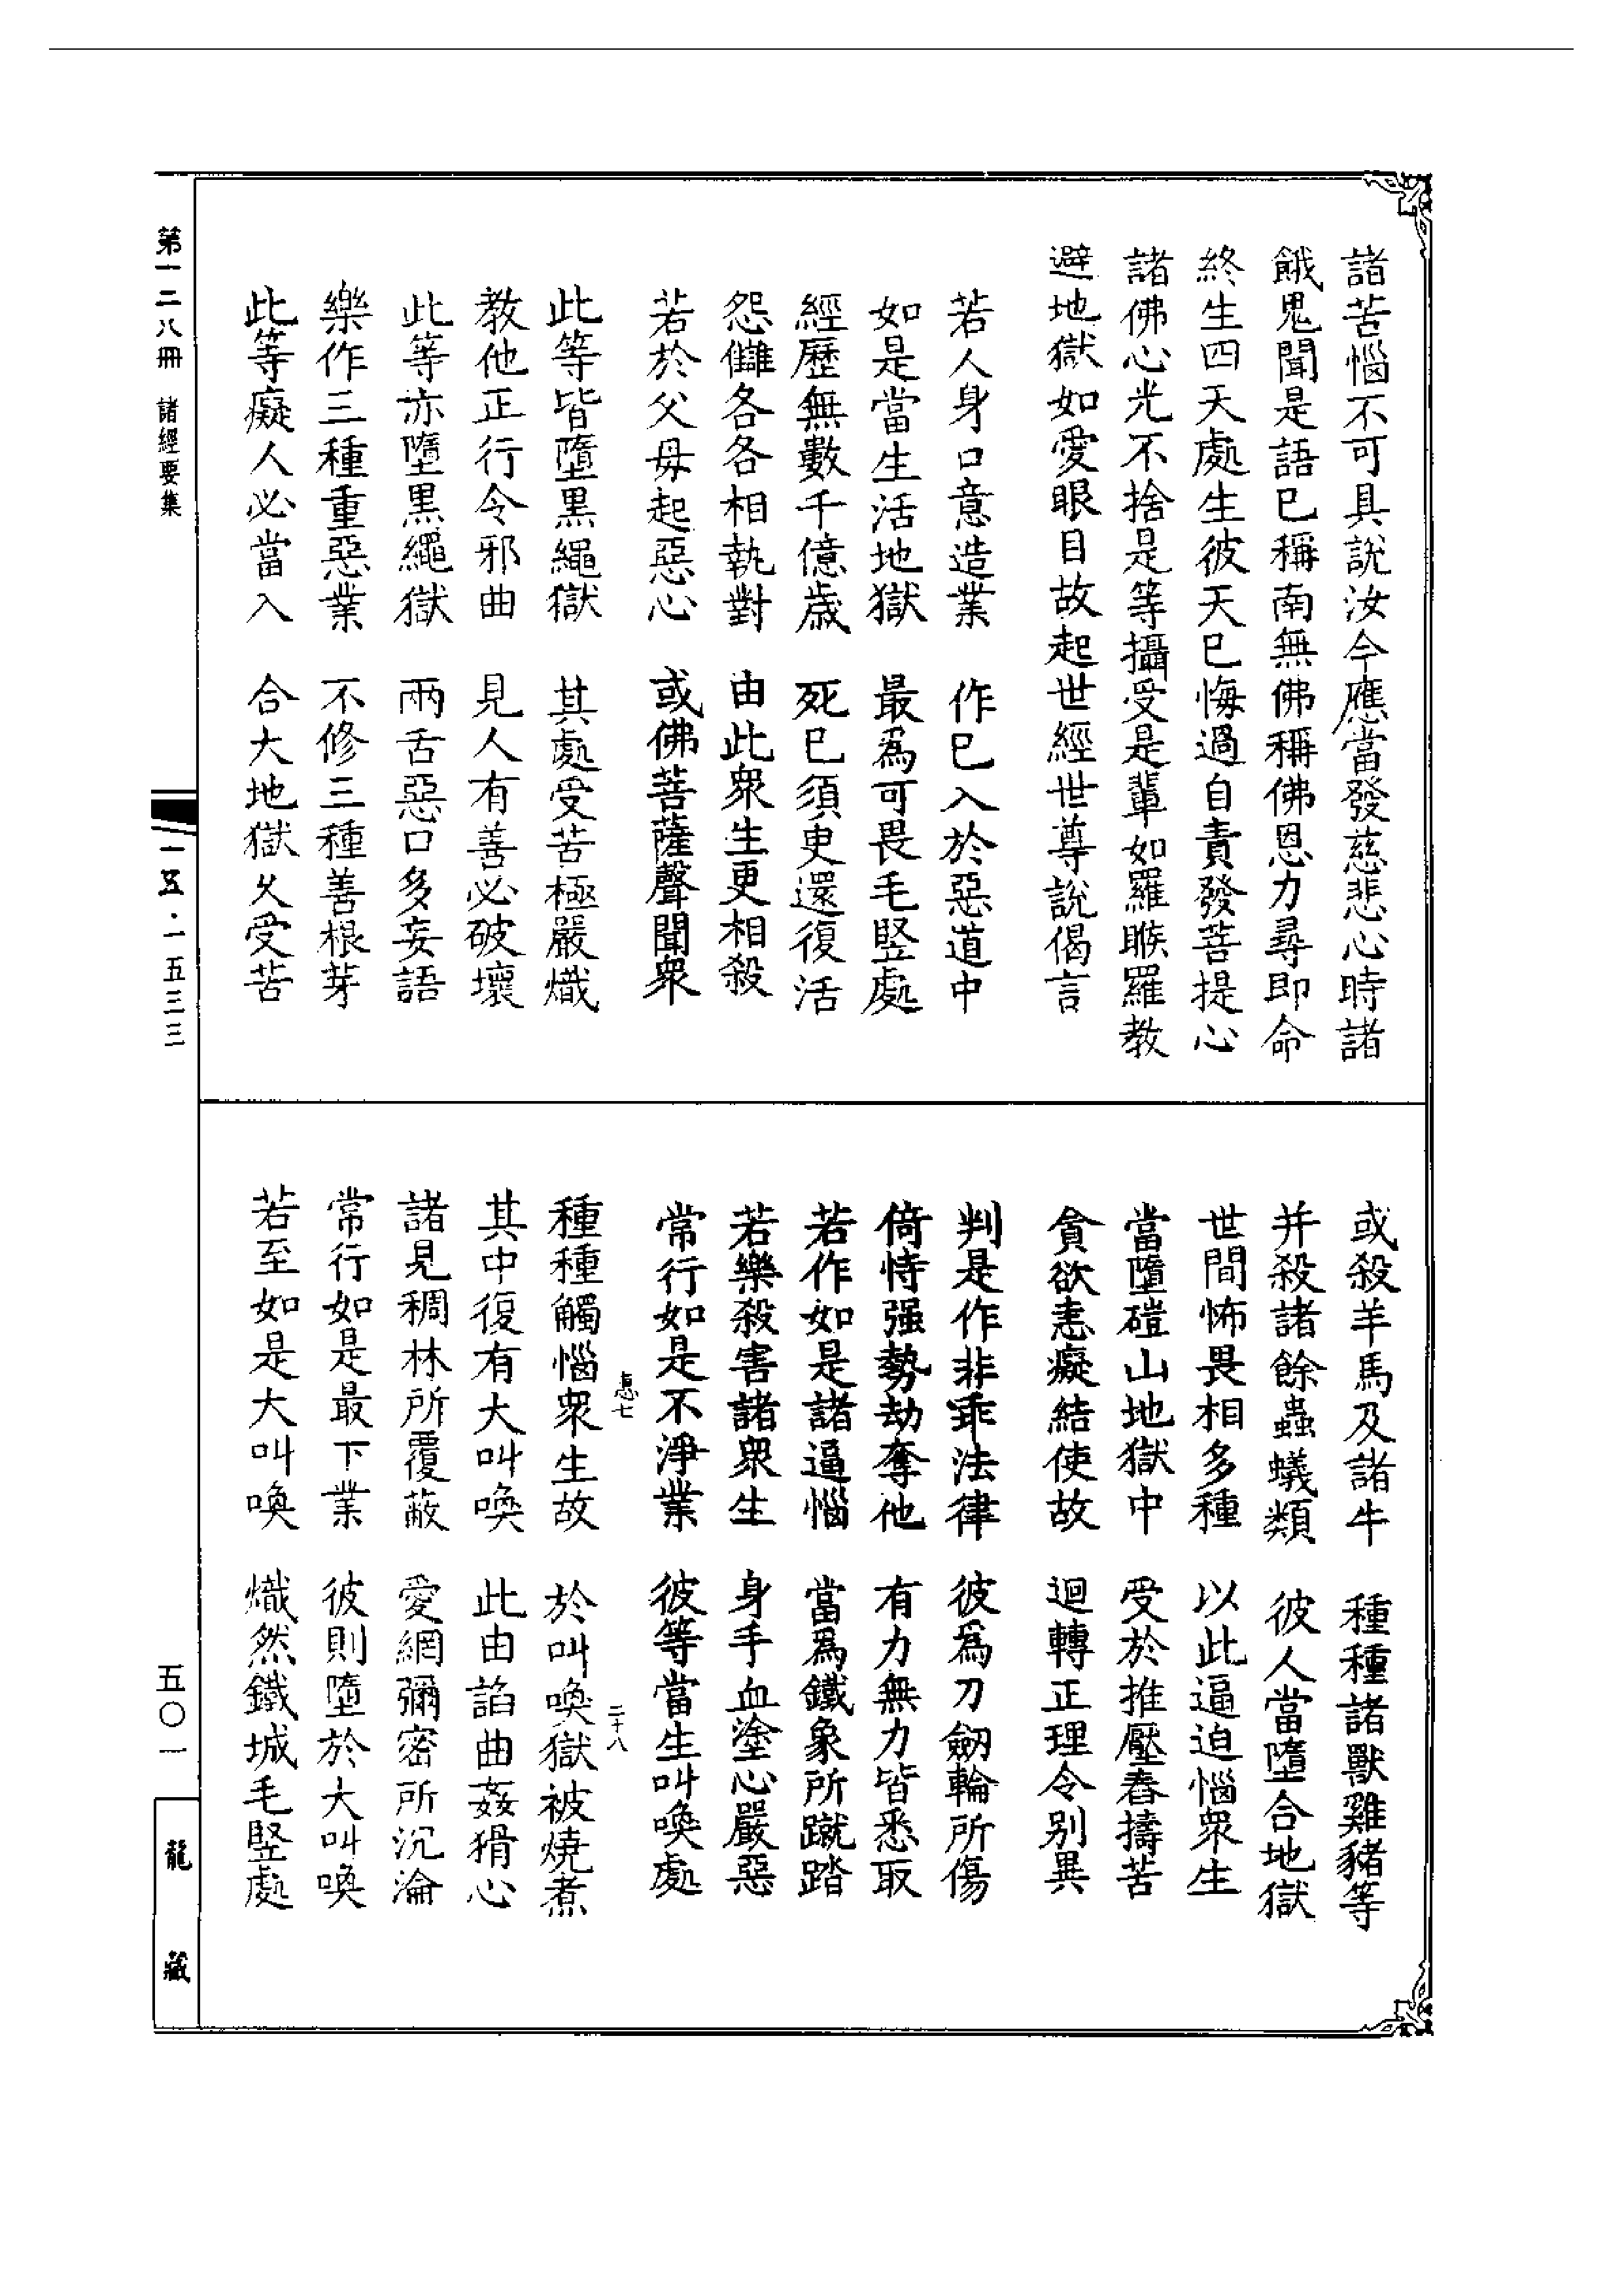 諸苦惱不可具說汝今應當發慈悲心時諸
餓鬼聞是語已稱南無佛稱佛恩力尋即命
終生四天處生彼天已悔過自責發菩提心
諸佛心光不捨是等攝受是輩如羅睺羅教
避地獄如愛眼目故起世經世尊說偈言
若人身口意造業　作已入於惡道中
如是當生活地獄　最為可畏毛竪處
經歷無數千億歲　死已須更還復活
怨讎各各相執對　由此衆生更相殺
若於父母起惡心　或佛菩薩聲聞衆
此等皆墮黑繩獄　其處受苦極嚴熾
教他正行令邪曲　見人有善必破壞
此等亦墮黑繩獄　兩舌惡口多妄語
樂作三種重惡業　不修三種善根芽
此等癡人必當入　合大地獄久受苦
或殺羊馬及諸牛　種種諸獸雞豬等
并殺諸餘蟲蟻類　彼人當墮合地獄
世間怖畏相多種　以此逼迫惱衆生
當墮磑山地獄中　受於推壓舂擣苦
貪欲恚癡結使故　迴轉正理令別異
判是作非乖法律　彼為刀劒輪所傷
倚恃强勢劫奪他　有力無力皆悉取
若作如是諸逼惱　當為鐵象所蹴踏
若樂殺害諸衆生　身手血塗心嚴惡
常行如是不淨業　彼等當生叫喚處
二十八
種種觸惱衆生故　於叫喚獄被燒煮
其中復有大叫喚　此由諂曲姦猾心
諸見稠林所覆蔽　愛網彌密所沉淪
常行如是最下業　彼則墮於大叫喚
若至如是大叫喚　熾然鐵城毛竪處
第一二八冊　諸經要集
一五·一五三三
五〇一
龍藏